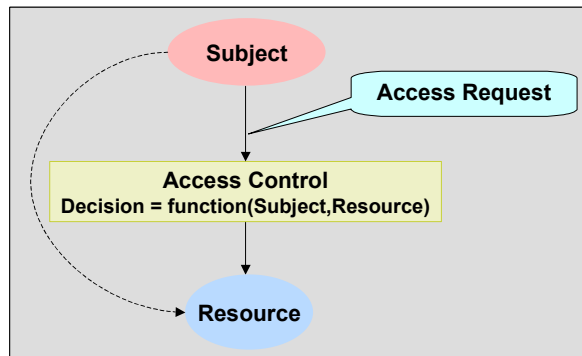 Subject
Access Request
Access Control
Decision = function(Subject,Resource)
Resource